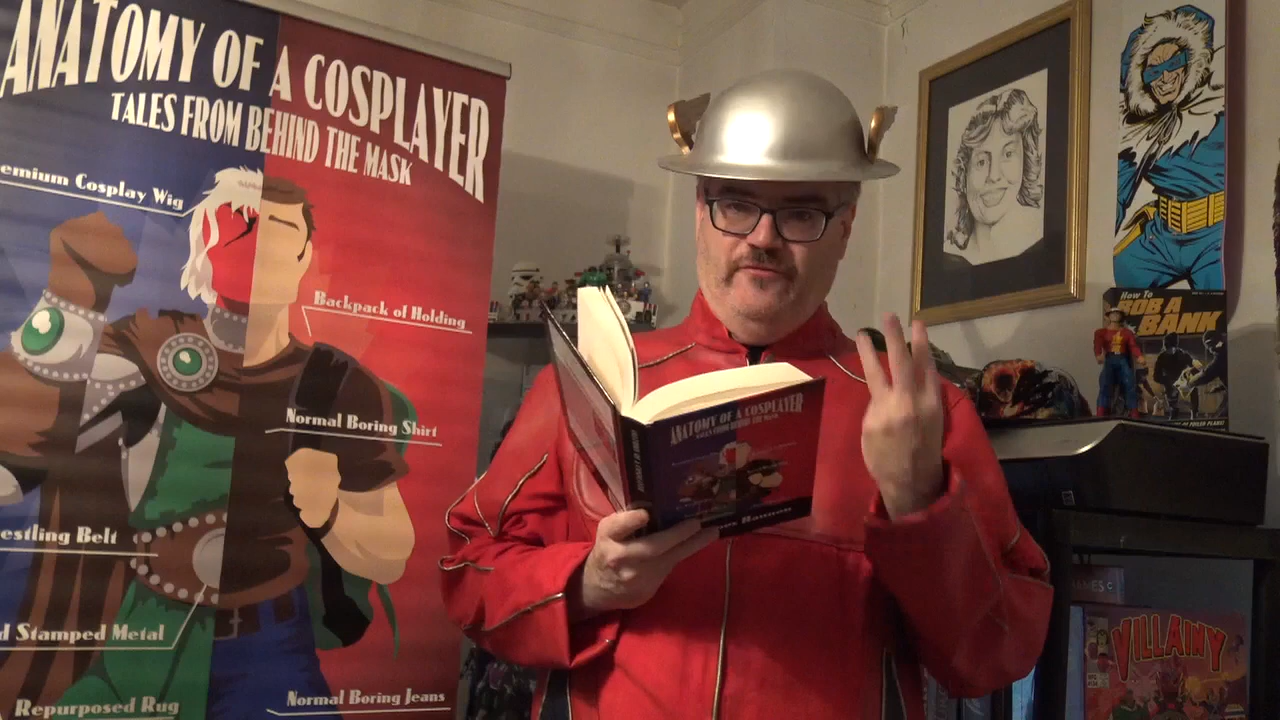 ANATOMY OF A COSPLAYER
TALES FROM BEHIND THE MASK
emium Cosplay Wig
Backpack of Holding
Normal Boring Shirt
estling Belt
d Stamped Metal
Repurposed Rug
Normal Boring Jeans
ANATOMY OF A COSPLAYER
TALES FROM BEHIND THE MASK
How To
ROB A
BANK
VILLAINY